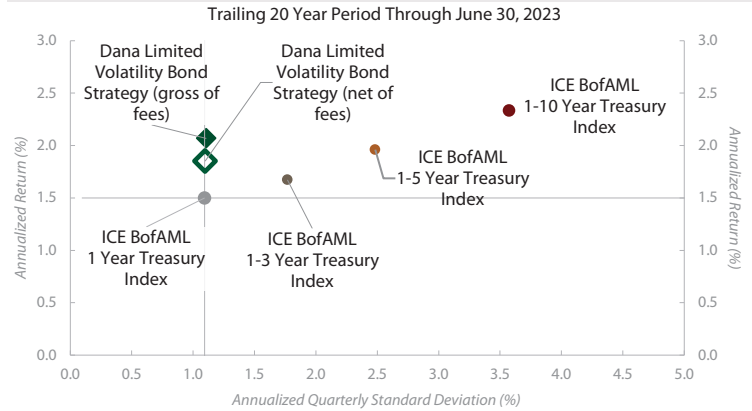 Trailing 20 Year Period Through June 30, 2023
3.0
2.5
2.0
1.5
1.0
0.5
0.0
Annualized Return (%)
Dana Limited
Volatility Bond
Strategy (gross of
fees)
Dana Limited
Volatility Bond
Strategy (net of
fees)
ICE BofAML
1-10 Year Treasury
Index
ICE BofAML
1-5 Year Treasury
Index
ICE BofAML
1 Year Treasury
Index
ICE BofAML
1-3 Year Treasury
Index
3.0
2.5
2.0
1.5
1.0
0.5
0.0
Annualized Return (%)
0.0 0.5 1.0 1.5 2.0 2.5 3.0 3.5 4.0 4.5 5.0
Annualized Quarterly Standard Deviation (%)